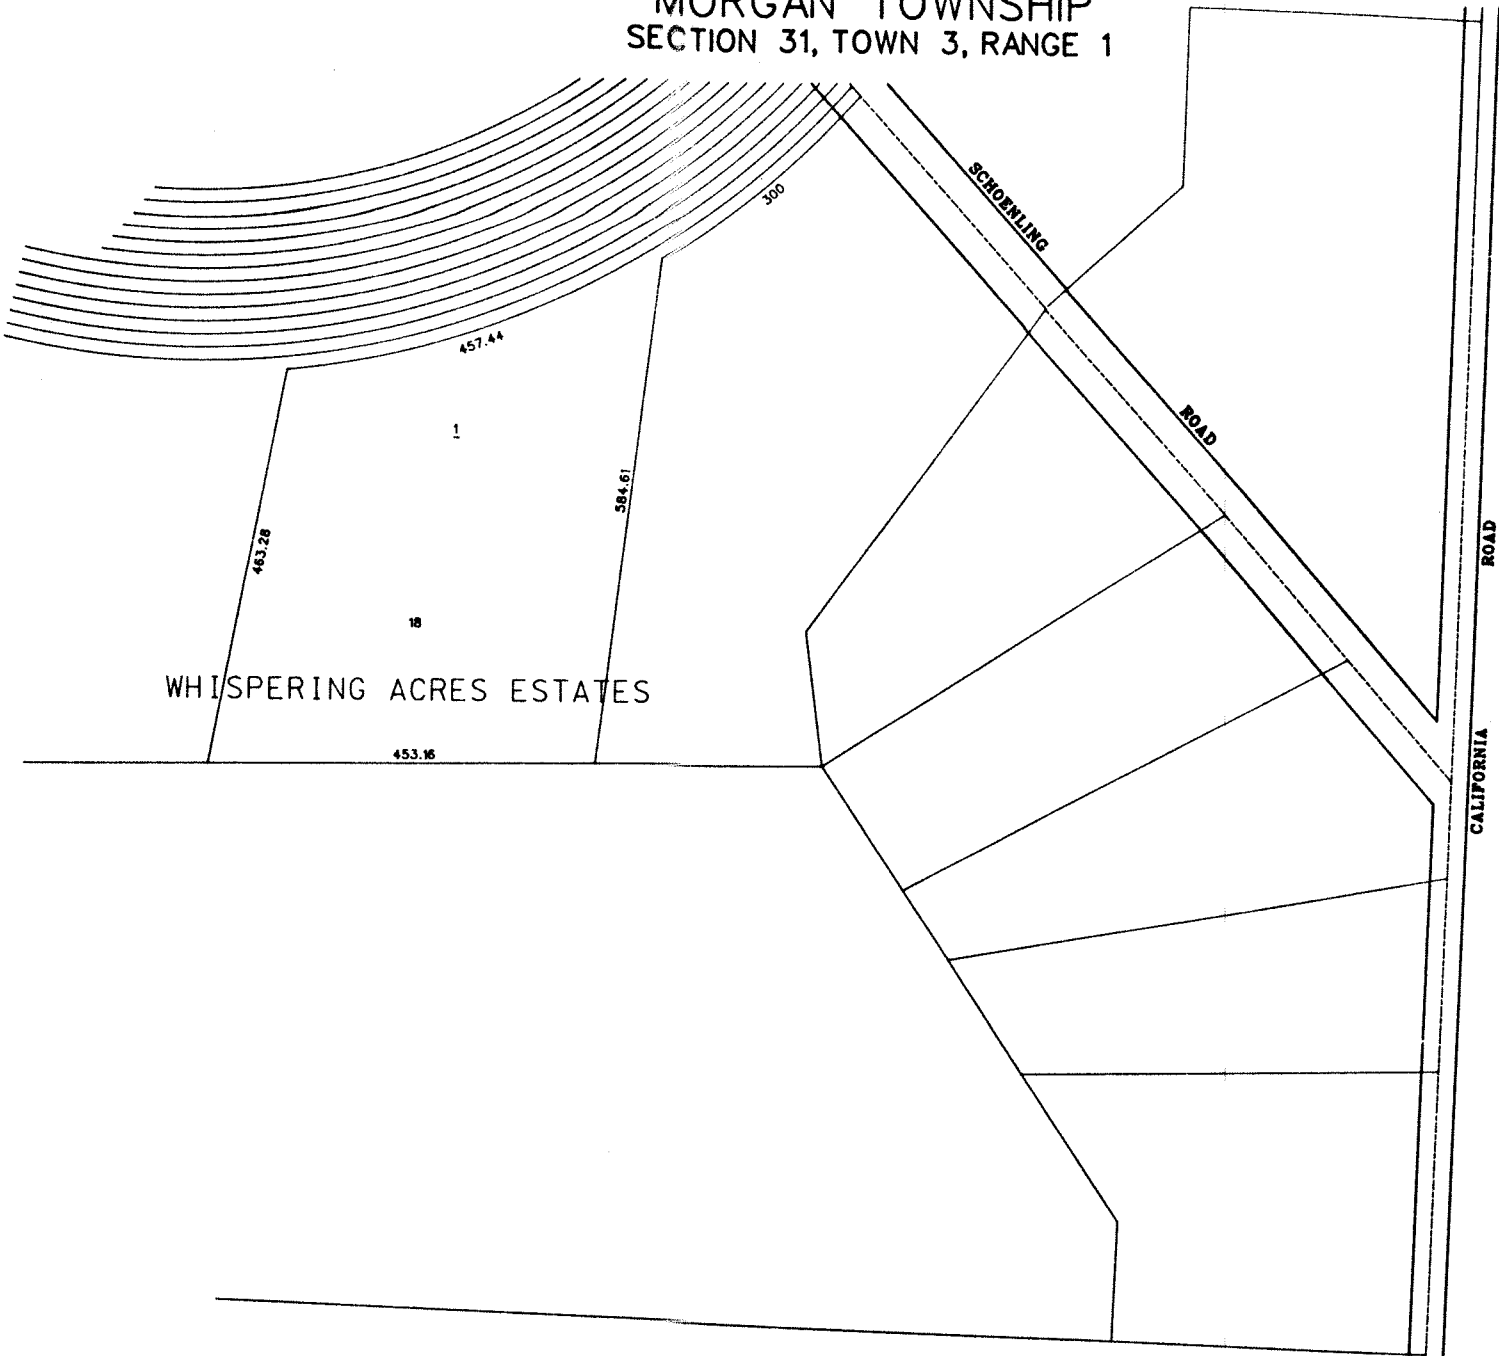 MORGAN TOWNSHIP
SECTION 31, TOWN 3, RANGE 1
SCHOENLING
300
457.44
ROAD
1
584.61
463.28
ROAD
18
WHISPERING ACRES ESTATES
453.16
CALIFORNIA